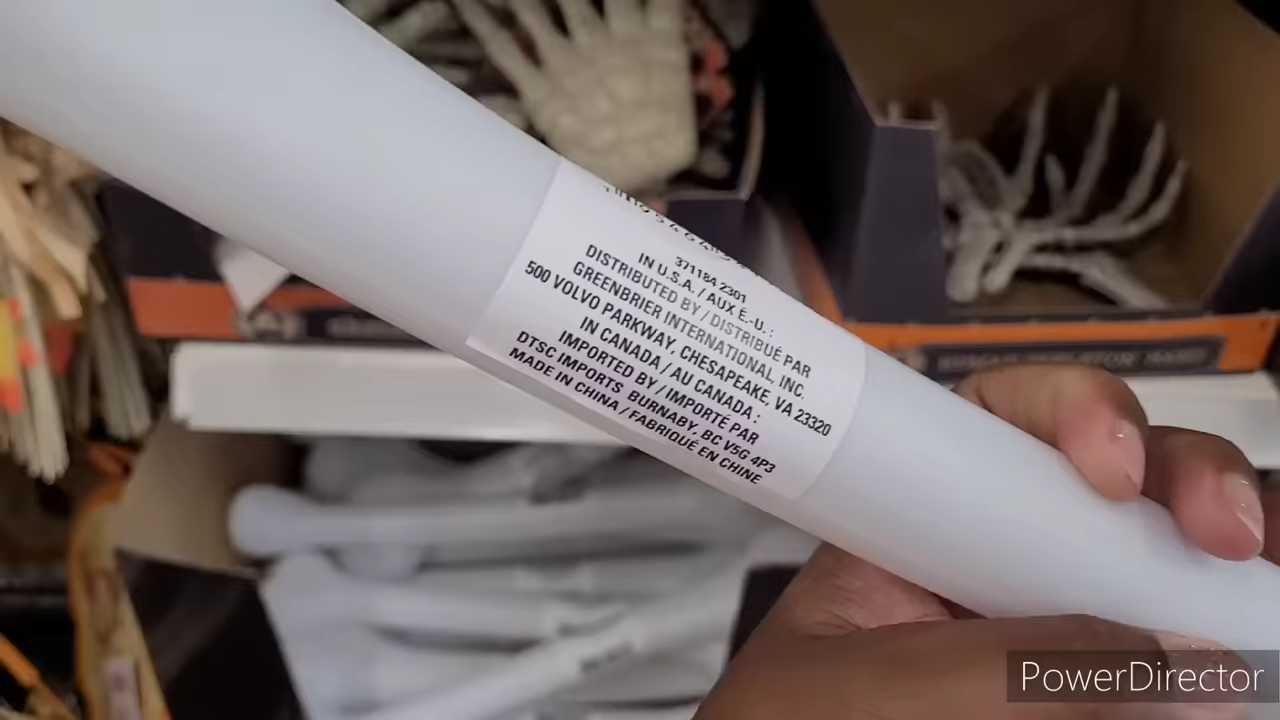 371184 2301
IN U.S.A. / AUX É.-U. :
DISTRIBUTED BY / DISTRIBUÉ PAR
GREENBRIER INTERNATIONAL, INC.
500 VOLVO PARKWAY, CHESAPEAKE, VA 23320
IN CANADA / AU CANADA :
IMPORTED BY / IMPORTÉ PAR
DTSC IMPORTS BURNABY, BC V5G 4P3
MADE IN CHINA / FABRIQUÉ EN CHINE
PowerDirector